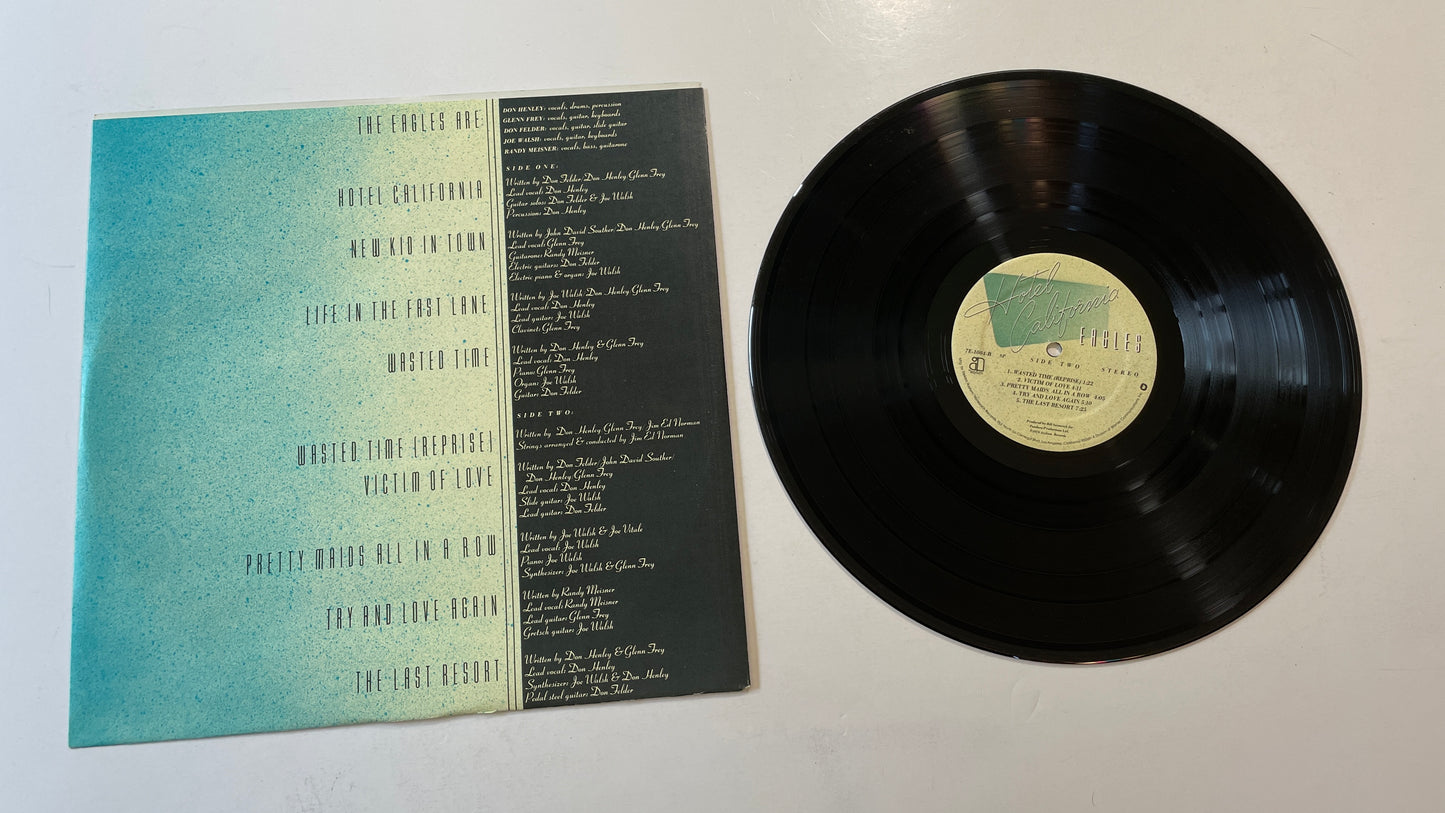 THE EAGLES ARE:
DON HENLEY: vocals, drums, percussion
GLENN FREY: vocals, guitar, keyboards
DON FELDER: vocals, guitar, slide guitar
JOE WALSH: vocals, guitar, keyboards
RANDY MEISNER: vocals, bass, guitarone
SIDE ONE:
HOTEL CALIFORNIA
Written by Don Felder/Don Henley/Glenn Frey
Lead vocal: Don Henley
Guitar solos: Don Felder & Joe Walsh
Percussion: Don Henley
NEW KID IN TOWN
Written by John David Souther/Don Henley/Glenn Frey
Lead vocal: Glenn Frey
Guitarone: Randy Meisner
Electric guitars: Don Felder
Electric piano & organ: Joe Walsh
LIFE IN THE FAST LANE
Written by Joe Walsh/Don Henley/Glenn Frey
Lead vocal: Don Henley
Lead guitar: Joe Walsh
Clavinet: Glenn Frey
WASTED TIME
Written by Don Henley & Glenn Frey
Lead vocal: Don Henley
Piano: Glenn Frey
Organ: Joe Walsh
Guitar: Don Felder
SIDE TWO:
WASTED TIME (REPRISE)
Written by Don Henley/Glenn Frey/Jim Ed Norman
Strings arranged & conducted by Jim Ed Norman
VICTIM OF LOVE
Written by Don Felder/John David Souther/
Don Henley/Glenn Frey
Lead vocal: Don Henley
Slide guitar: Joe Walsh
Lead guitar: Don Felder
PRETTY MAIDS ALL IN A ROW
Written by Joe Walsh & Joe Vitale
Lead vocal: Joe Walsh
Piano: Joe Walsh
Synthesizer: Joe Walsh & Glenn Frey
TRY AND LOVE AGAIN
Written by Randy Meisner
Lead vocal: Randy Meisner
Lead guitar: Glenn Frey
Gretsch guitar: Joe Walsh
THE LAST RESORT
Written by Don Henley & Glenn Frey
Lead vocal: Don Henley
Synthesizer: Joe Walsh & Don Henley
Pedal steel guitar: Don Felder
Hotel
California
EAGLES
7E-1084-B SP
SIDE TWO
STEREO
1. WASTED TIME (REPRISE) 1:22
2. VICTIM OF LOVE 4:11
3. PRETTY MAIDS ALL IN A ROW 4:05
4. TRY AND LOVE AGAIN 5:10
5. THE LAST RESORT 7:25
Produced by Bill Szymczyk for
Pandora Productions Ltd.